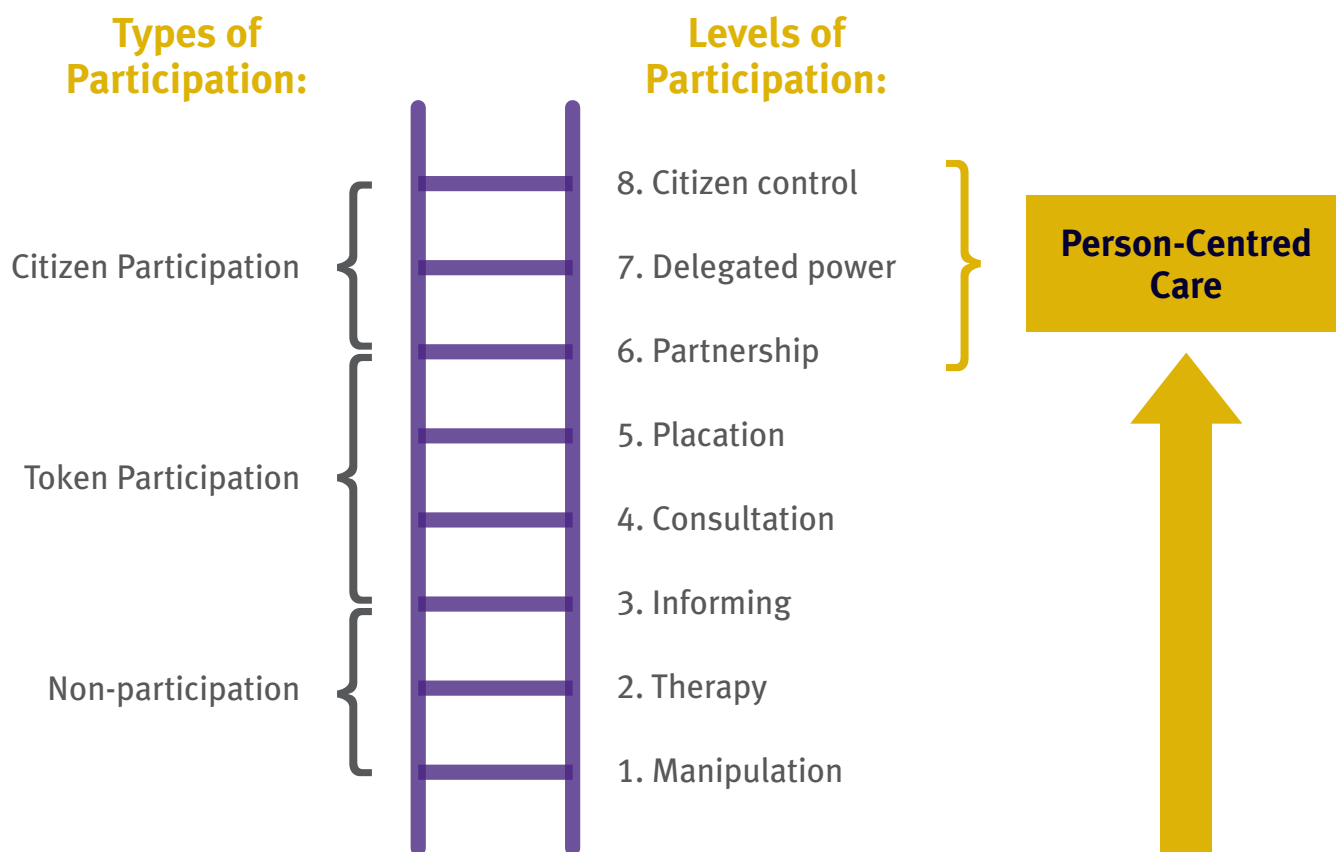 Types of
Participation:
Levels of
Participation:
8. Citizen control
7. Delegated power
Citizen Participation
6. Partnership
5. Placation
Token Participation
4. Consultation
3. Informing
Non-participation
2. Therapy
1. Manipulation
Person-Centred
Care